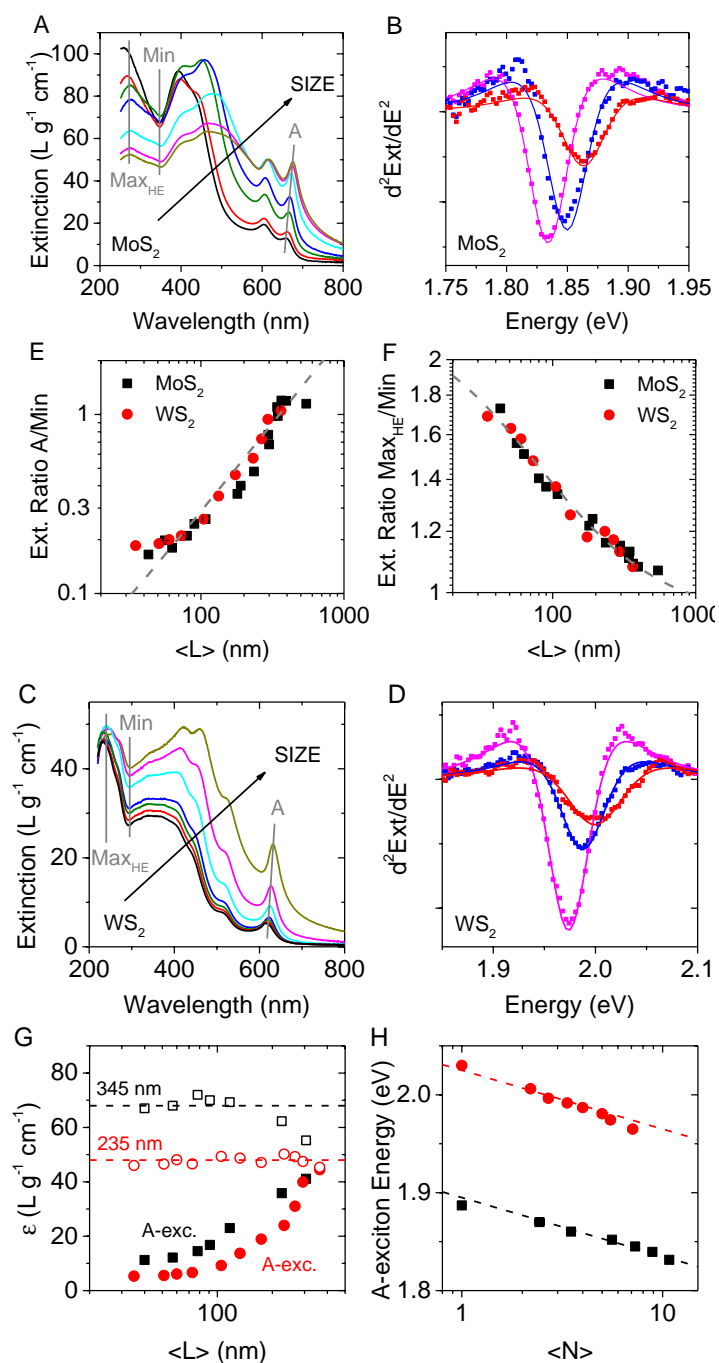 A
Min
SIZE
A
Max_HE
MoS₂
100
80
60
40
20
0
200 400 600 800
Extinction (L g⁻¹ cm⁻¹)
Wavelength (nm)
B
d²Ext/dE²
MoS₂
1.75 1.80 1.85 1.90 1.95
Energy (eV)
E
MoS₂
WS₂
1
0.3
0.1
100 1000
Ext. Ratio A/Min
<L> (nm)
F
MoS₂
WS₂
2
1.8
1.6
1.4
1.2
1
100 1000
Ext. Ratio Max_HE/Min
<L> (nm)
C
Min
SIZE
A
Max_HE
WS₂
40
20
0
200 400 600 800
Extinction (L g⁻¹ cm⁻¹)
Wavelength (nm)
D
d²Ext/dE²
WS₂
1.9 2.0 2.1
Energy (eV)
G
345 nm
235 nm
A-exc.
A-exc.
80
60
40
20
0
100
ε (L g⁻¹ cm⁻¹)
<L> (nm)
H
2.0
1.9
1.8
1 10
A-exciton Energy (eV)
<N>